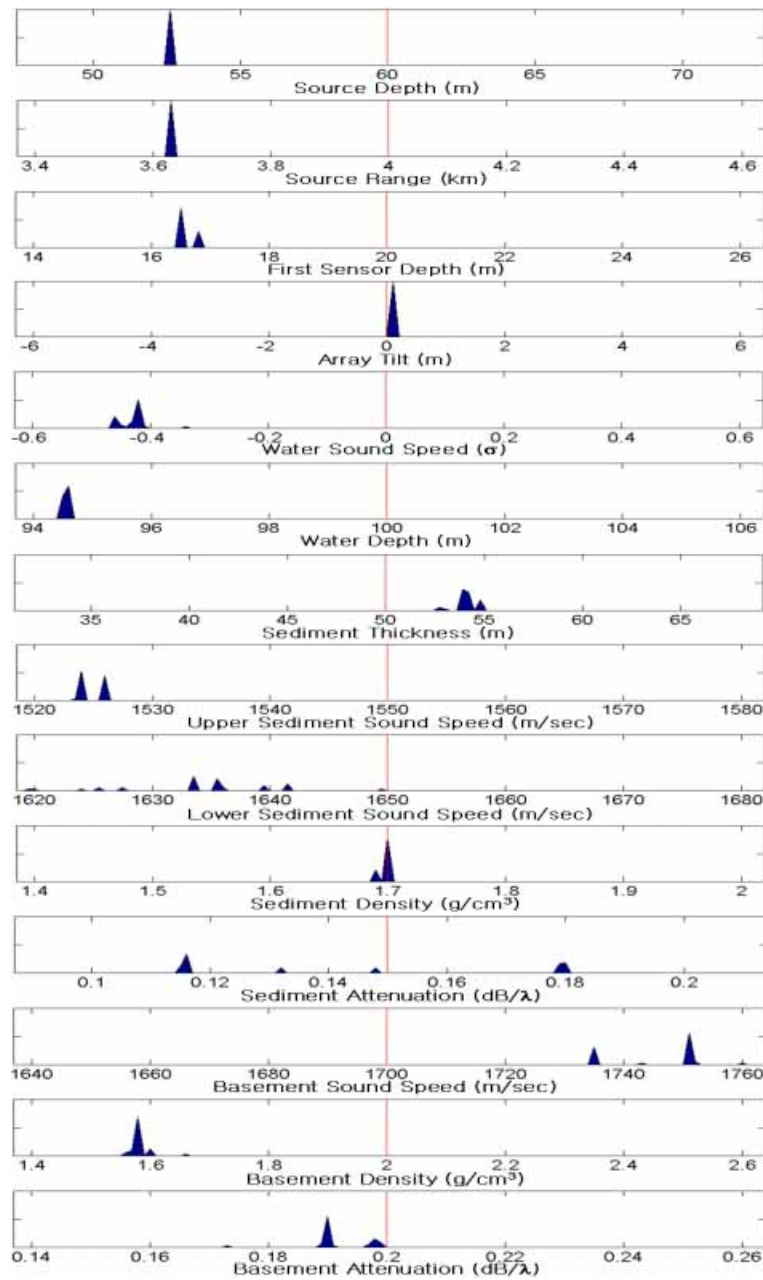 50 55 60 65 70
Source Depth (m)
3.4 3.6 3.8 4 4.2 4.4 4.6
Source Range (km)
14 16 18 20 22 24 26
First Sensor Depth (m)
-6 -4 -2 0 2 4 6
Array Tilt (m)
-0.6 -0.4 -0.2 0 0.2 0.4 0.6
Water Sound Speed (σ)
94 96 98 100 102 104 106
Water Depth (m)
35 40 45 50 55 60 65
Sediment Thickness (m)
1520 1530 1540 1550 1560 1570 1580
Upper Sediment Sound Speed (m/sec)
1620 1630 1640 1650 1660 1670 1680
Lower Sediment Sound Speed (m/sec)
1.4 1.5 1.6 1.7 1.8 1.9 2
Sediment Density (g/cm³)
0.1 0.12 0.14 0.16 0.18 0.2
Sediment Attenuation (dB/λ)
1640 1660 1680 1700 1720 1740 1760
Basement Sound Speed (m/sec)
1.4 1.6 1.8 2 2.2 2.4 2.6
Basement Density (g/cm³)
0.14 0.16 0.18 0.2 0.22 0.24 0.26
Basement Attenuation (dB/λ)